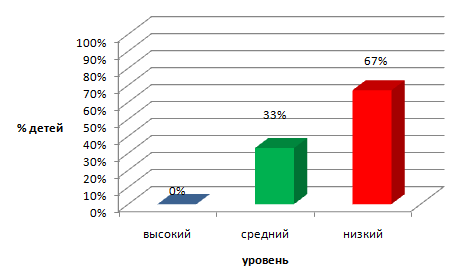 100%
90%
80%
70%
60%
50%
40%
30%
20%
10%
0%
% детей
0%
33%
67%
высокий
средний
низкий
уровень